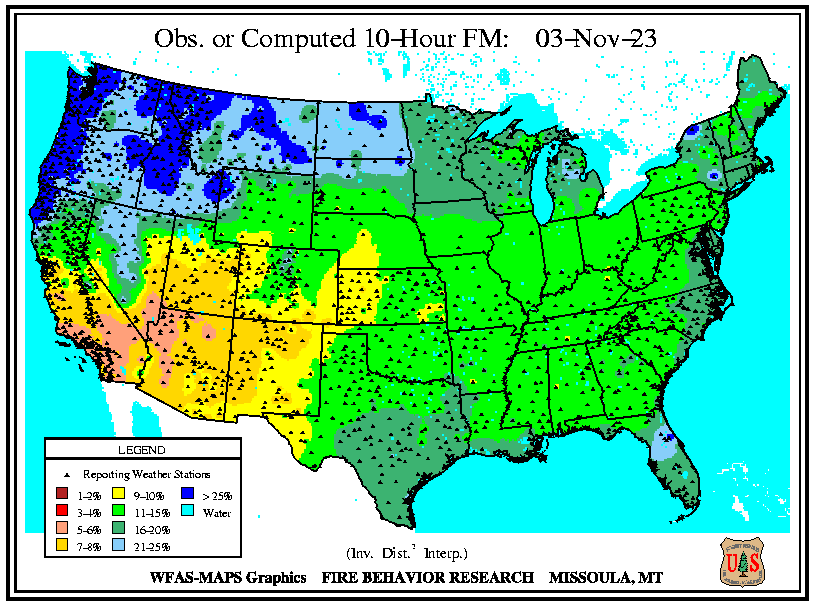 Obs. or Computed 10-Hour FM: 03-Nov-23
LEGEND
Reporting Weather Stations
1-2% 9-10% > 25%
3-4% 11-15% Water
5-6% 16-20%
7-8% 21-25%
(Inv. Dist.² Interp.)
WFAS-MAPS Graphics FIRE BEHAVIOR RESEARCH MISSOULA, MT
U S